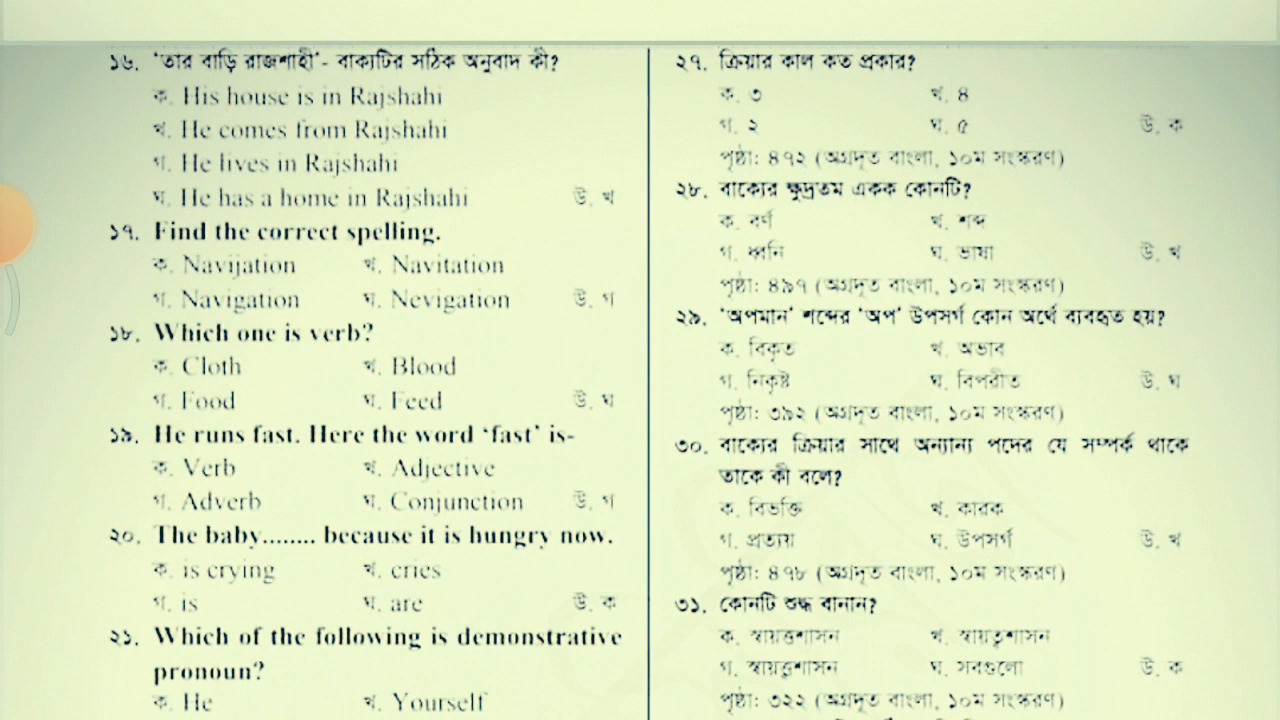 ১৬. ‘তার বাড়ি রাজশাহী’- বাক্যটির সঠিক অনুবাদ কী?
ক. His house is in Rajshahi
খ. He comes from Rajshahi
গ. He lives in Rajshahi
ঘ. He has a home in Rajshahi উ. খ
১৭. Find the correct spelling.
ক. Navijation খ. Navitation
গ. Navigation ঘ. Nevigation উ. গ
১৮. Which one is verb?
ক. Cloth খ. Blood
গ. Food ঘ. Feed উ. ঘ
১৯. He runs fast. Here the word ‘fast’ is-
ক. Verb খ. Adjective
গ. Adverb ঘ. Conjunction উ. গ
২০. The baby........ because it is hungry now.
ক. is crying খ. cries
গ. is ঘ. are উ. ক
২১. Which of the following is demonstrative
pronoun?
ক. He খ. Yourself
২৭. ক্রিয়ার কাল কত প্রকার?
ক. ৩ খ. ৪
গ. ২ ঘ. ৫ উ. ক
পৃষ্ঠা: ৪৭২ (অগ্রদূত বাংলা, ১০ম সংস্করণ)
২৮. বাক্যের ক্ষুদ্রতম একক কোনটি?
ক. বর্ণ খ. শব্দ
গ. ধ্বনি ঘ. ভাষা উ. খ
পৃষ্ঠা: ৪৯৭ (অগ্রদূত বাংলা, ১০ম সংস্করণ)
২৯. ‘অপমান’ শব্দের ‘অপ’ উপসর্গ কোন অর্থে ব্যবহৃত হয়?
ক. বিকৃত খ. অভাব
গ. নিকৃষ্ট ঘ. বিপরীত উ. ঘ
পৃষ্ঠা: ৩৯২ (অগ্রদূত বাংলা, ১০ম সংস্করণ)
৩০. বাক্যের ক্রিয়ার সাথে অন্যান্য পদের যে সম্পর্ক থাকে
তাকে কী বলে?
ক. বিভক্তি খ. কারক
গ. প্রত্যয় ঘ. উপসর্গ উ. খ
পৃষ্ঠা: ৪৭৮ (অগ্রদূত বাংলা, ১০ম সংস্করণ)
৩১. কোনটি শুদ্ধ বানান?
ক. স্বায়ত্তশাসন খ. স্বায়ত্বশাসন
গ. স্বায়ত্ত্বশাসন ঘ. সবগুলো উ. ক
পৃষ্ঠা: ৩২২ (অগ্রদূত বাংলা, ১০ম সংস্করণ)